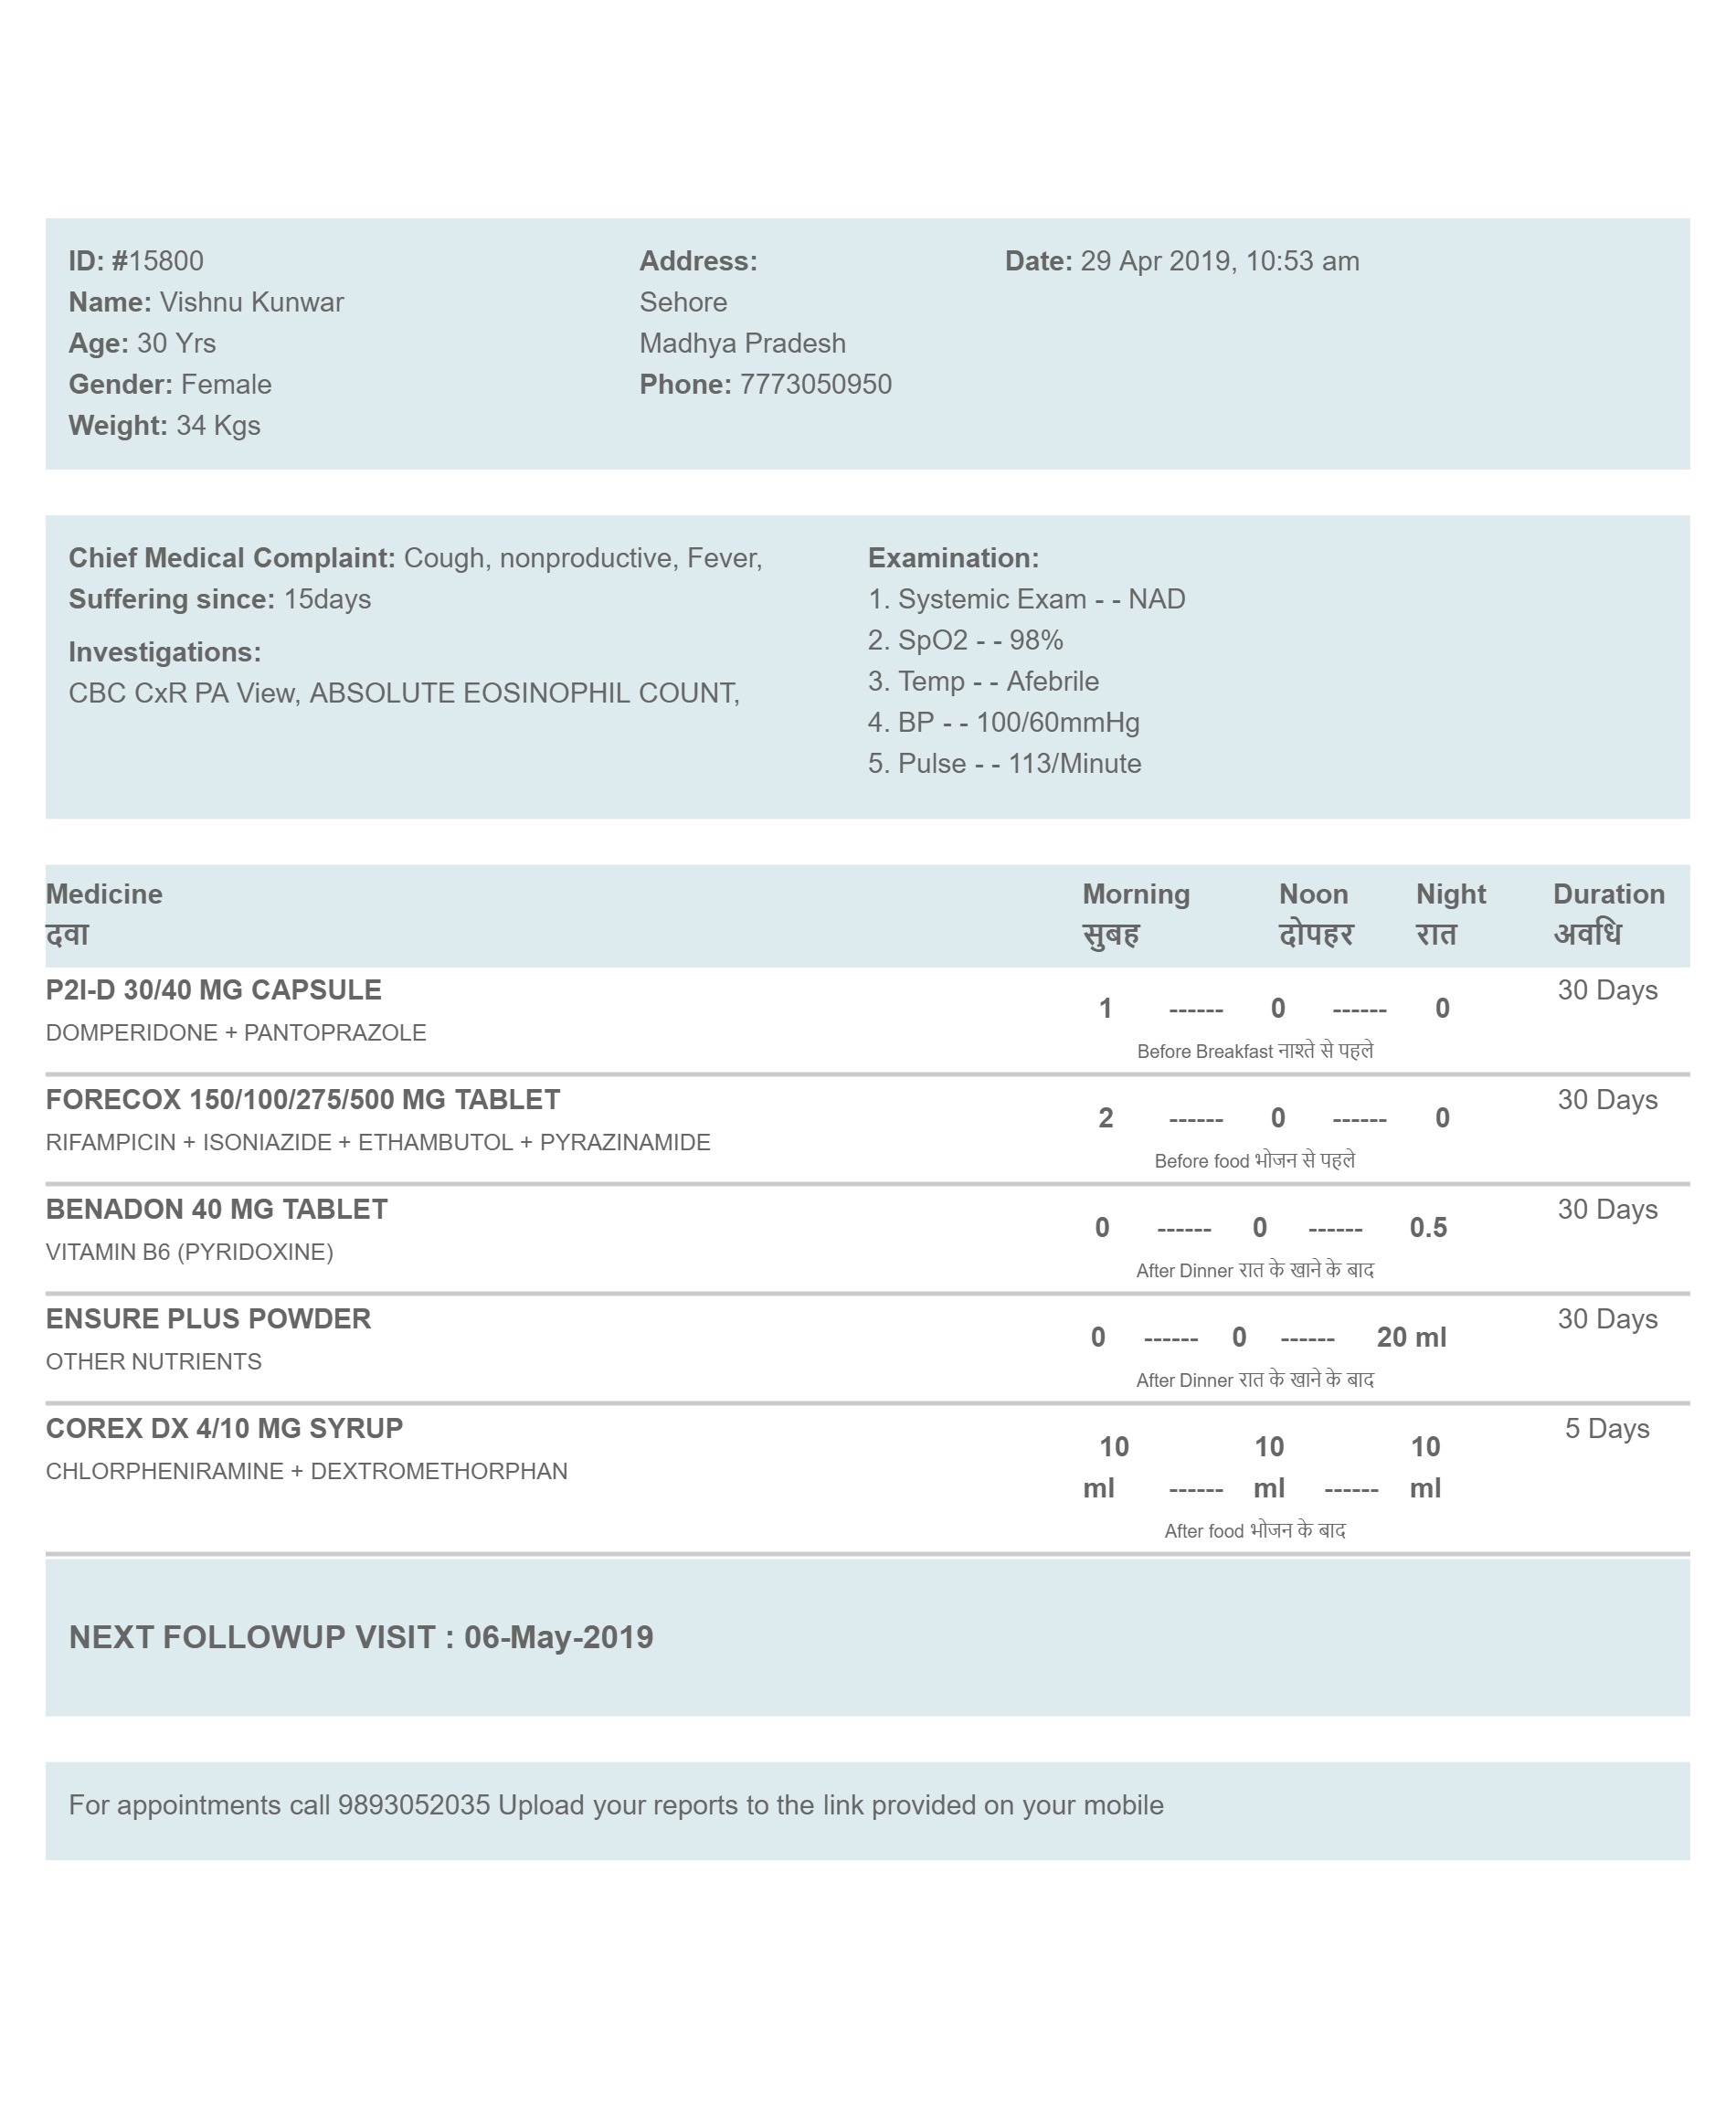 ID: #15800
Name: Vishnu Kunwar
Age: 30 Yrs
Gender: Female
Weight: 34 Kgs
Address:
Sehore
Madhya Pradesh
Phone: 7773050950
Date: 29 Apr 2019, 10:53 am
Chief Medical Complaint: Cough, nonproductive, Fever,
Suffering since: 15days
Investigations:
CBC CxR PA View, ABSOLUTE EOSINOPHIL COUNT,
Examination:
1. Systemic Exam - - NAD
2. SpO2 - - 98%
3. Temp - - Afebrile
4. BP - - 100/60mmHg
5. Pulse - - 113/Minute
Medicine Morning Noon Night Duration
दवा सुबह दोपहर रात अवधि
P2I-D 30/40 MG CAPSULE 30 Days
1 ------ 0 ------ 0
DOMPERIDONE + PANTOPRAZOLE
Before Breakfast नाश्ते से पहले
FORECOX 150/100/275/500 MG TABLET 30 Days
2 ------ 0 ------ 0
RIFAMPICIN + ISONIAZIDE + ETHAMBUTOL + PYRAZINAMIDE
Before food भोजन से पहले
BENADON 40 MG TABLET 30 Days
0 ------ 0 ------ 0.5
VITAMIN B6 (PYRIDOXINE)
After Dinner रात के खाने के बाद
ENSURE PLUS POWDER 30 Days
0 ------ 0 ------ 20 ml
OTHER NUTRIENTS
After Dinner रात के खाने के बाद
COREX DX 4/10 MG SYRUP 5 Days
10 10 10
CHLORPHENIRAMINE + DEXTROMETHORPHAN
ml ------ ml ------ ml
After food भोजन के बाद
NEXT FOLLOWUP VISIT : 06-May-2019
For appointments call 9893052035 Upload your reports to the link provided on your mobile